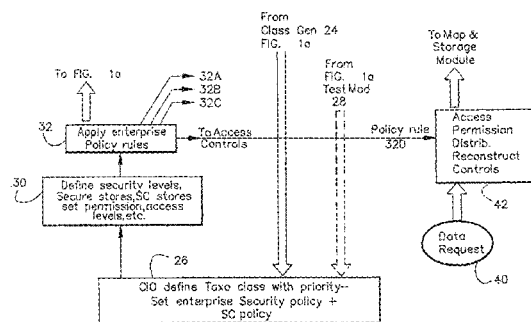 From
Class Gen 24
FIG. 1a
To Map &
Storage
Module
To FIG. 1a
32A
32B
32C
From
FIG. 1a
Test Mod
28
32
Apply enterprise
Policy rules
To Access
Controls
Policy rule
32D
Access
Permission
Distrib.
Reconstruct
Controls
42
30
Define security levels,
Secure stores,SC stores
set permission,access
levels,etc.
Data
Request
40
26
CIO define Taxo class with priority--
Set enterprise Security policy +
SC policy